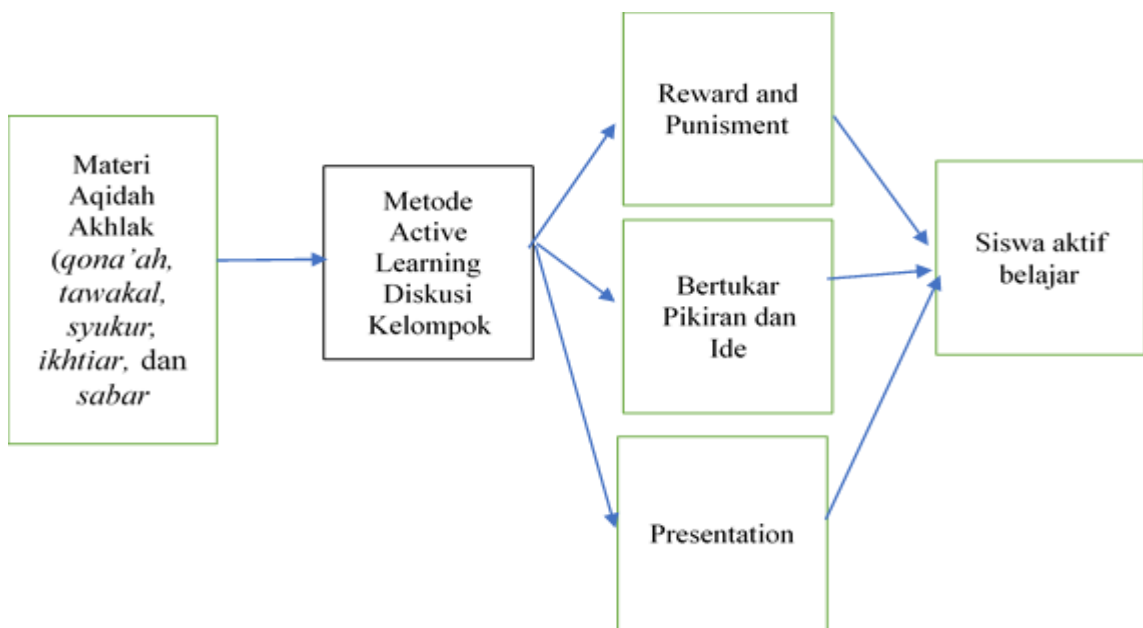 Materi
Aqidah
Akhlak
(qona’ah,
tawakal,
syukur,
ikhtiar, dan
sabar
Metode
Active
Learning
Diskusi
Kelompok
Reward and
Punisment
Bertukar
Pikiran dan
Ide
Presentation
Siswa aktif
belajar